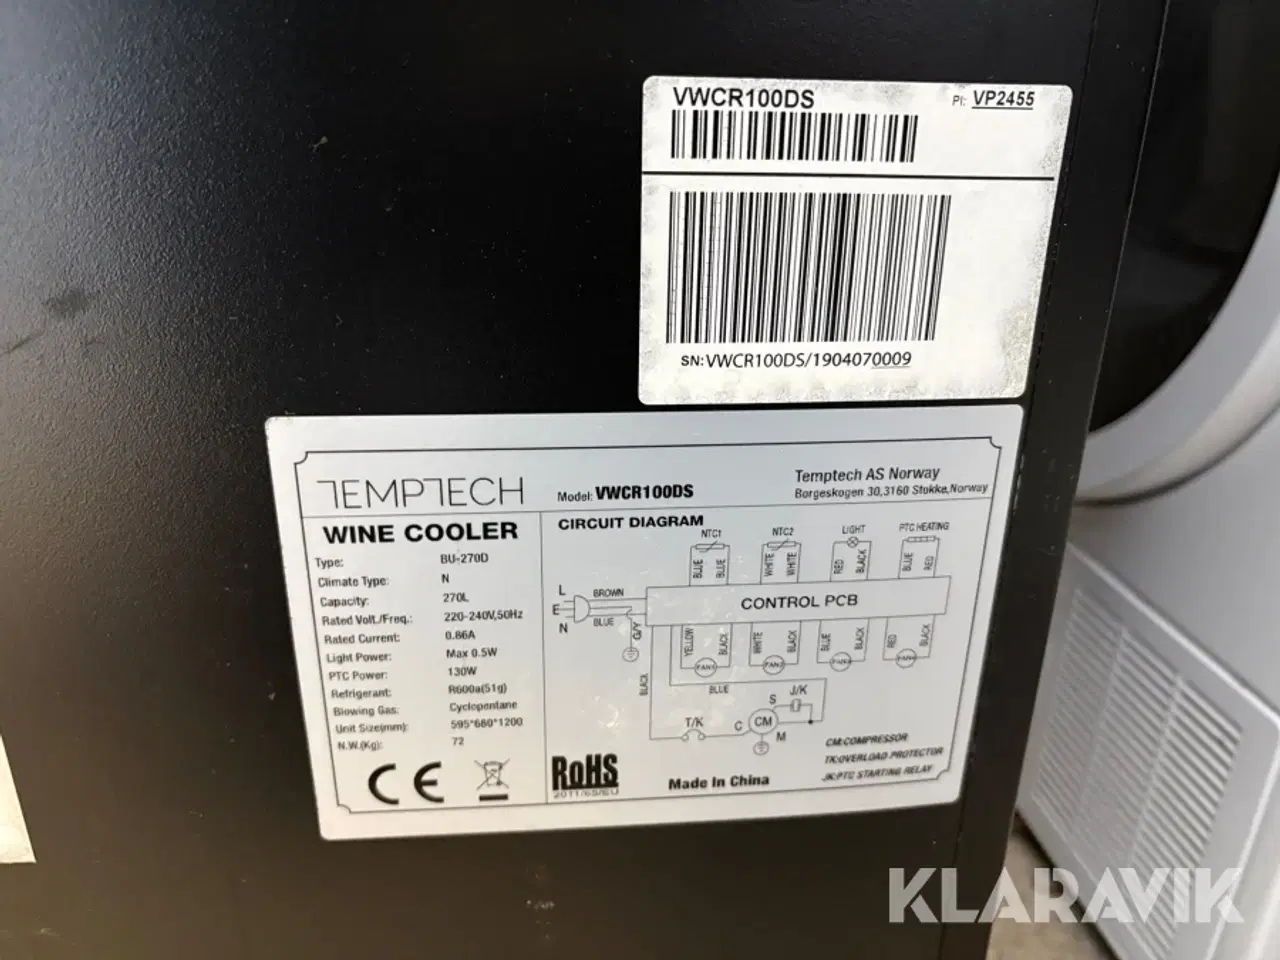 VWCR100DS PI: VP2455
SN:VWCR100DS/1904070009
TEMPTECH Model: VWCR100DS Temptech AS Norway
Borgeskogen 30,3160 Stokke,Norway
WINE COOLER
Type: BU-270D
Climate Type: N
Capacity: 270L
Rated Volt./Freq.: 220-240V,50Hz
Rated Current: 0.86A
Light Power: Max 0.5W
PTC Power: 130W
Refrigerant: R600a(51g)
Blowing Gas: Cyclopentane
Unit Size(mm): 595*680*1200
N.W.(Kg): 72
CE
CIRCUIT DIAGRAM
NTC1 NTC2 LIGHT PTC HEATING
BLUE BLUE WHITE WHITE RED BLACK BLUE RED
L BROWN
E
N BLUE
G/Y
CONTROL PCB
YELLOW BLACK WHITE BLACK BLUE BLACK RED BLACK
FAN1 FAN2
BLACK BLUE
T/K C CM S J/K M
CM:COMPRESSOR
TK:OVERLOAD PROTECTOR
JK:PTC STARTING RELAY
RoHS
2011/65/EU
Made In China
KLARAVIK